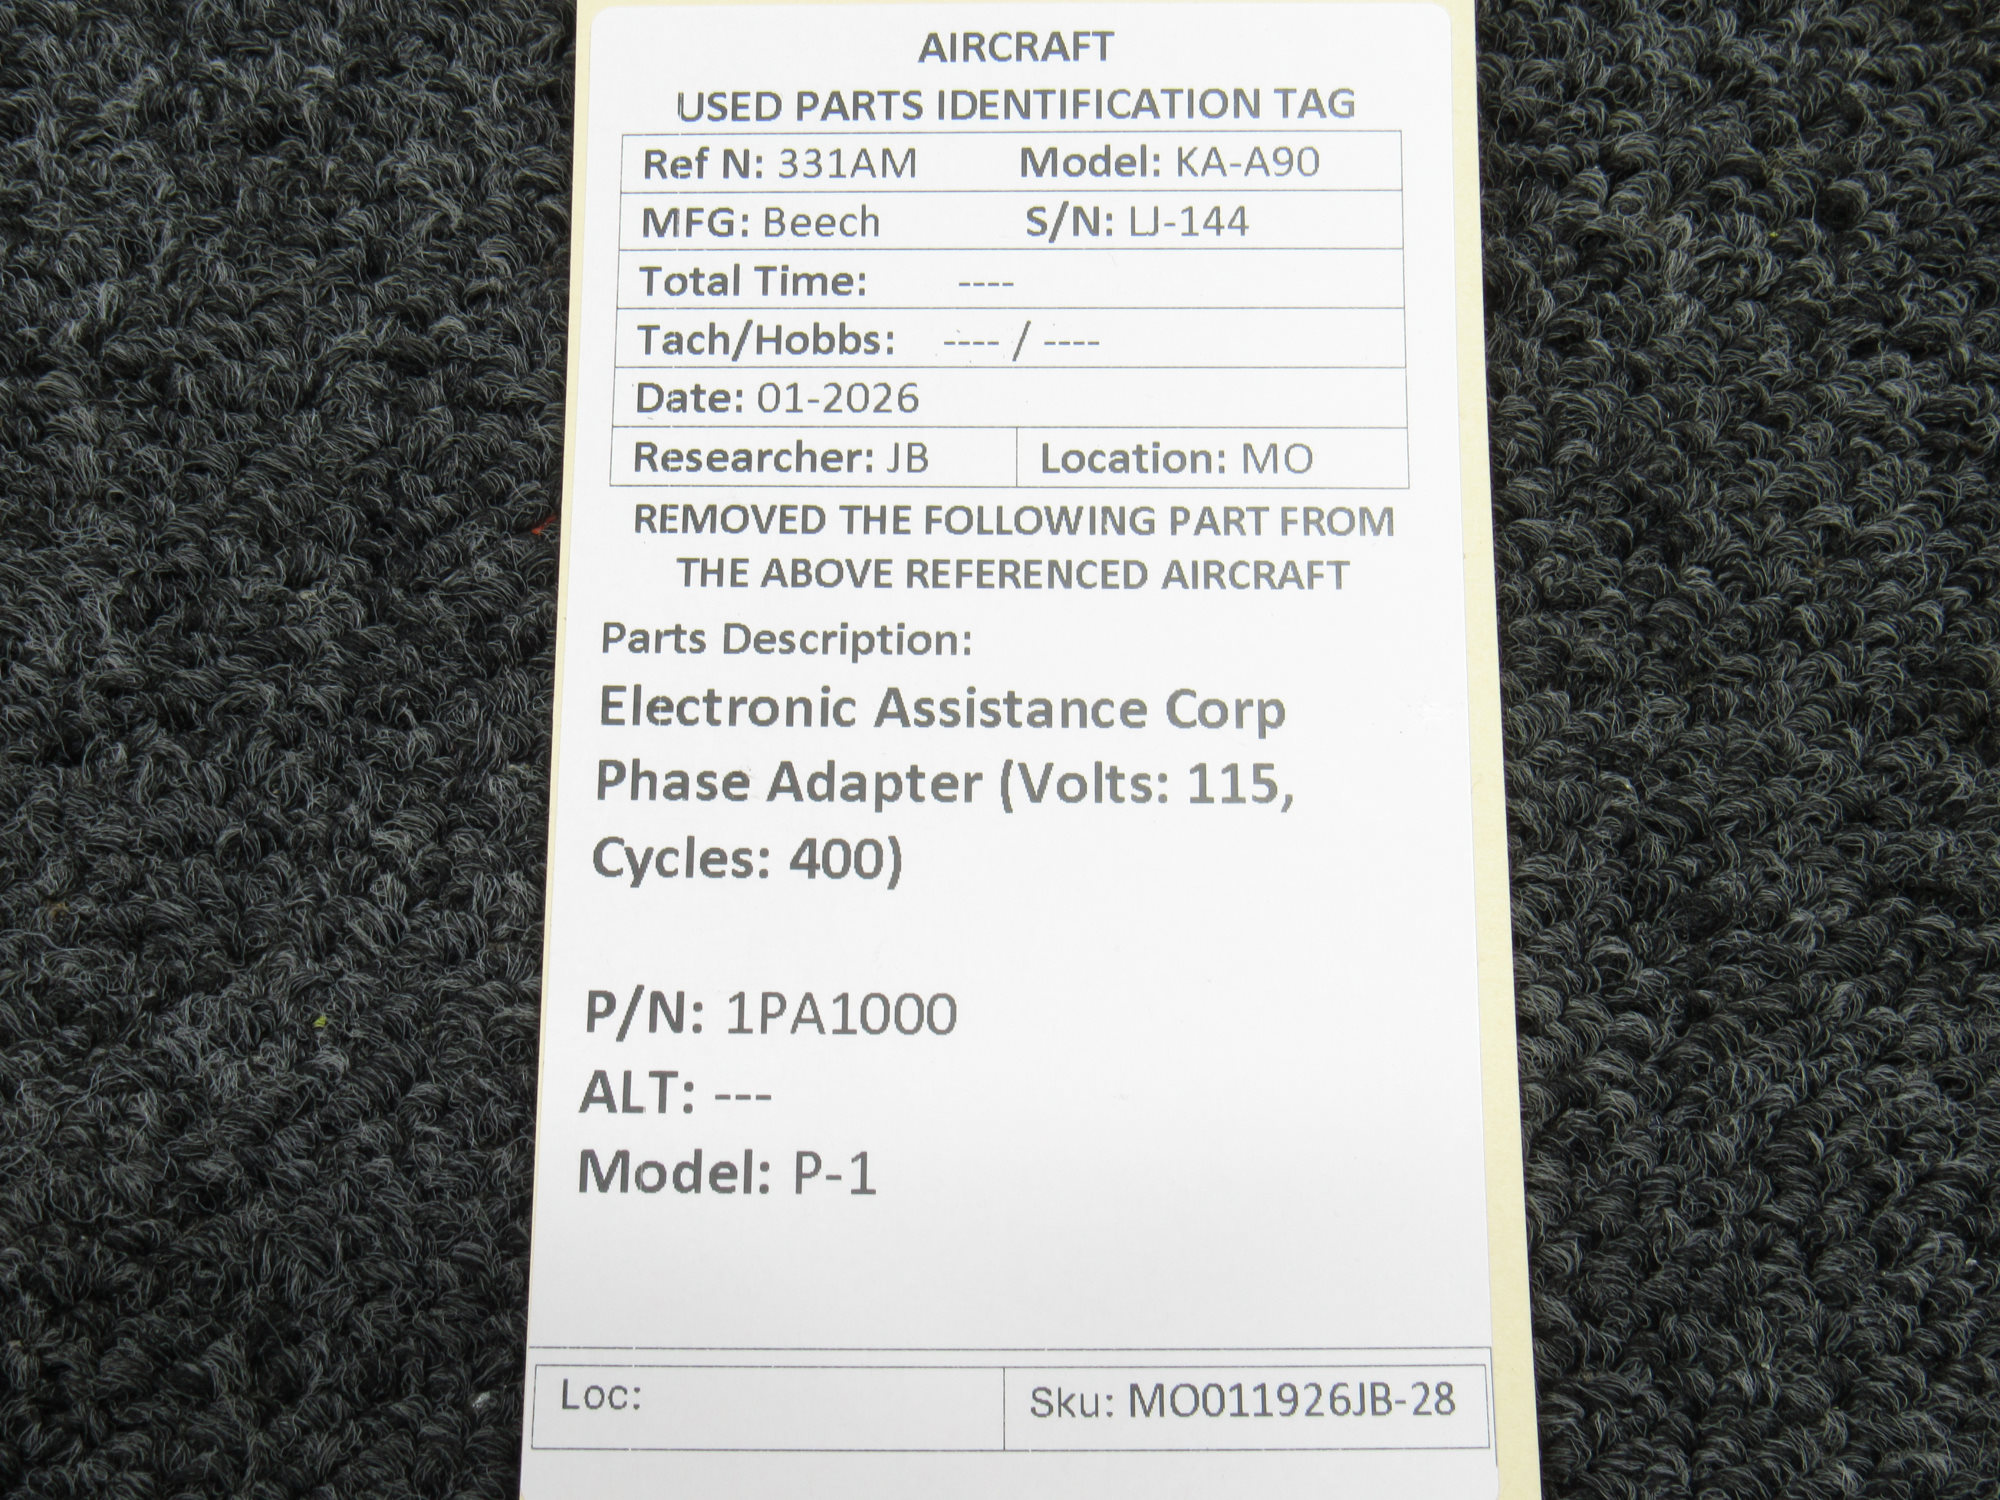 AIRCRAFT
USED PARTS IDENTIFICATION TAG
Ref N: 331AM Model: KA-A90
MFG: Beech S/N: LJ-144
Total Time: ----
Tach/Hobbs: ---- / ----
Date: 01-2026
Researcher: JB Location: MO
REMOVED THE FOLLOWING PART FROM
THE ABOVE REFERENCED AIRCRAFT
Parts Description:
Electronic Assistance Corp
Phase Adapter (Volts: 115,
Cycles: 400)
P/N: 1PA1000
ALT: ---
Model: P-1
Loc: Sku: MO011926JB-28